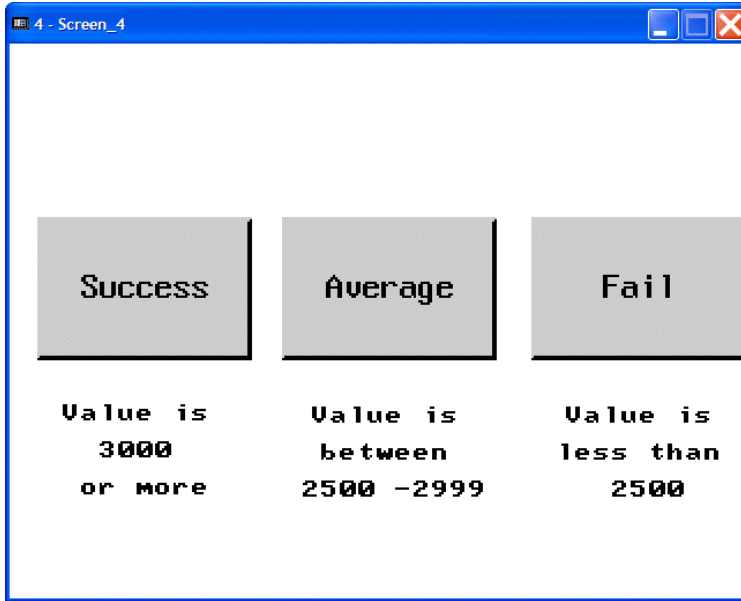 4 - Screen_4
Success
Average
Fail
Value is
3000
or more
Value is
between
2500 -2999
Value is
less than
2500